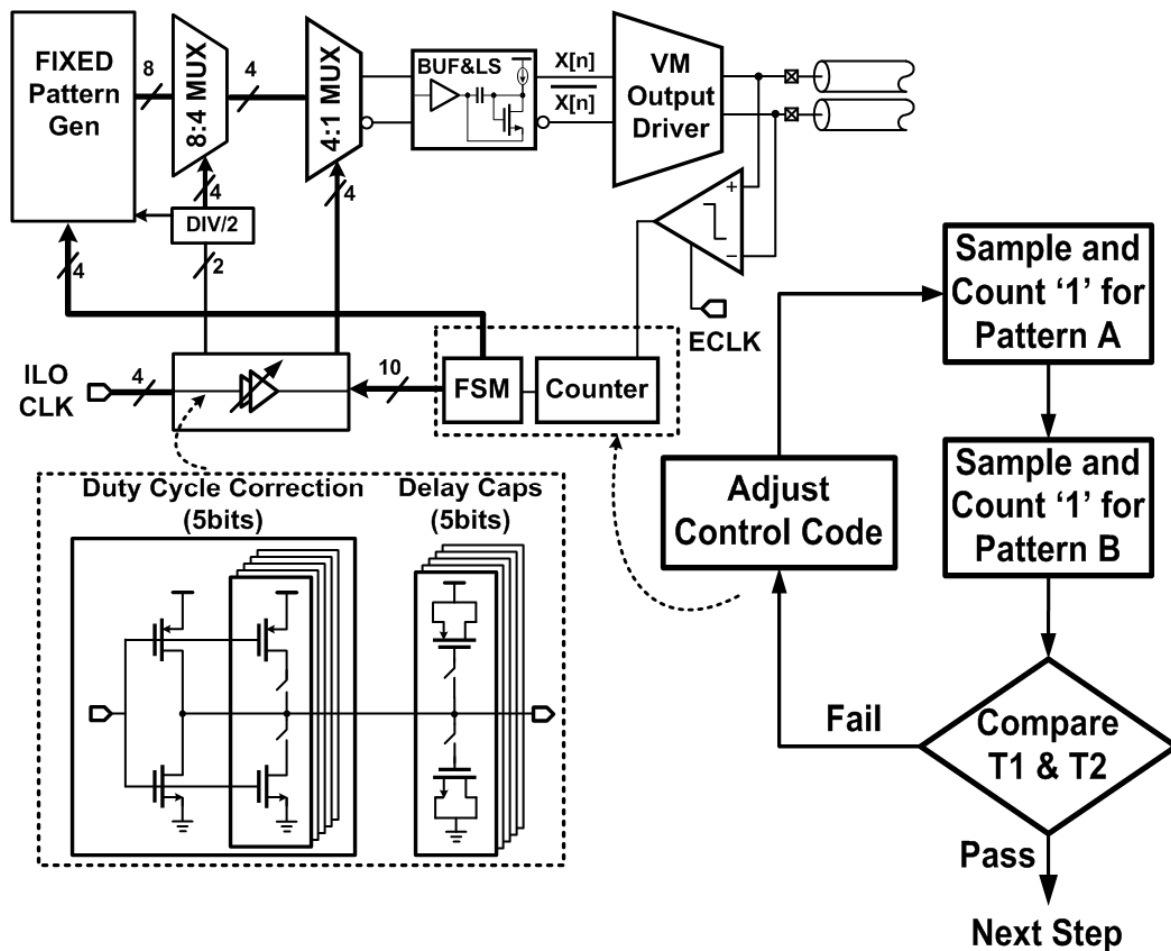 FIXED
Pattern
Gen
8
8:4 MUX
4
4:1 MUX
BUF&LS
X[n]
X[n]
VM
Output
Driver
4
DIV/2
4
4
2
+
−
ECLK
ILO
CLK
4
10
FSM
Counter
Duty Cycle Correction
(5bits)
Delay Caps
(5bits)
Sample and
Count ‘1’ for
Pattern A
Sample and
Count ‘1’ for
Pattern B
Adjust
Control Code
Fail
Compare
T1 & T2
Pass
Next Step